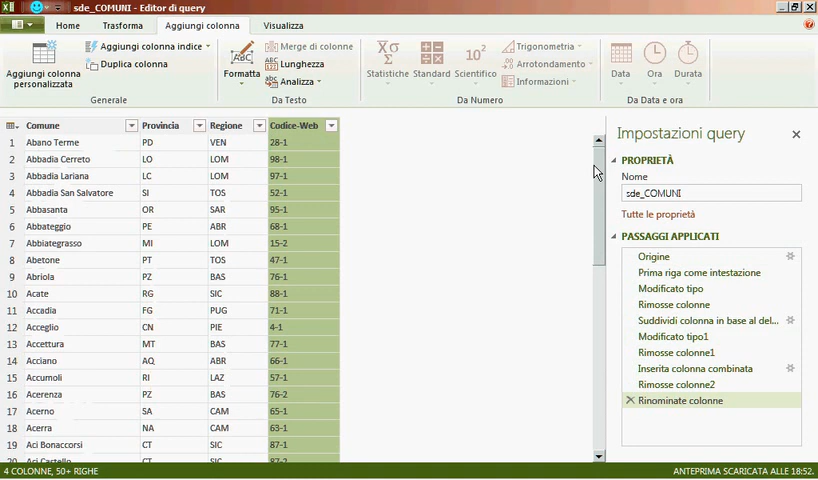 sde_COMUNI - Editor di query
Home Trasforma Aggiungi colonna Visualizza
Aggiungi colonna personalizzata
Aggiungi colonna indice
Duplica colonna
Generale
Formatta
ABC
Merge di colonne
Lunghezza
Analizza
Da Testo
Statistiche
Standard
Scientifico
Trigonometria
Arrotondamento
Informazioni
Da Numero
Data
Ora
Durata
Da Data e ora
Comune Provincia Regione Codice-Web
1 Abano Terme PD VEN 28-1
2 Abbadia Cerreto LO LOM 98-1
3 Abbadia Lariana LC LOM 97-1
4 Abbadia San Salvatore SI TOS 52-1
5 Abbasanta OR SAR 95-1
6 Abbateggio PE ABR 68-1
7 Abbiategrasso MI LOM 15-2
8 Abetone PT TOS 47-1
9 Abriola PZ BAS 76-1
10 Acate RG SIC 88-1
11 Accadia FG PUG 71-1
12 Acceglio CN PIE 4-1
13 Accettura MT BAS 77-1
14 Acciano AQ ABR 66-1
15 Accumoli RI LAZ 57-1
16 Acerenza PZ BAS 76-2
17 Acerno SA CAM 65-1
18 Acerra NA CAM 63-1
19 Aci Bonaccorsi CT SIC 87-1
20 Aci Castello CT SIC 87-2
Impostazioni query
PROPRIETÀ
Nome
sde_COMUNI
Tutte le proprietà
PASSAGGI APPLICATI
Origine
Prima riga come intestazione
Modificato tipo
Rimosse colonne
Suddividi colonna in base al del...
Modificato tipo1
Rimosse colonne1
Inserita colonna combinata
Rimosse colonne2
Rinominate colonne
4 COLONNE, 50+ RIGHE
ANTEPRIMA SCARICATA ALLE 18:52.